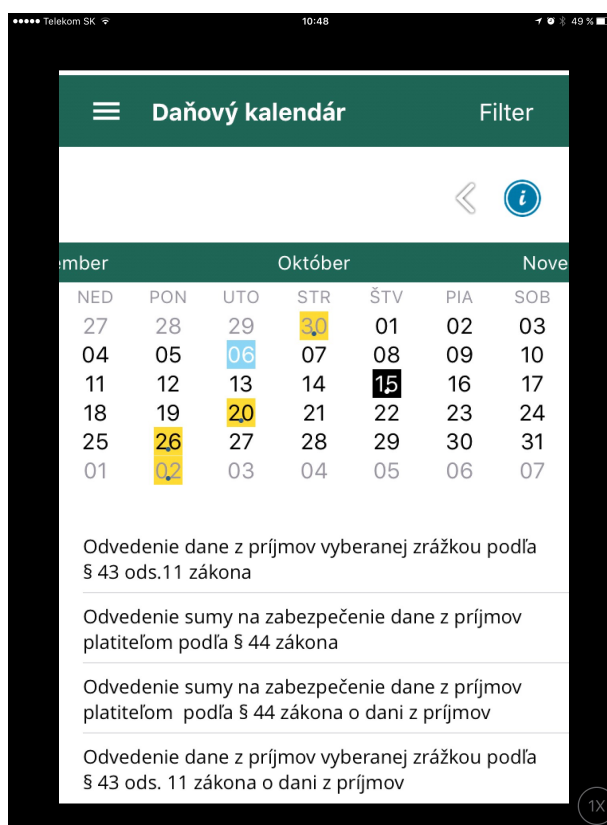 Telekom SK 10:48 49 %
Daňový kalendár Filter
i
ember Október Nove
NED PON UTO STR ŠTV PIA SOB
27 28 29 30 01 02 03
04 05 06 07 08 09 10
11 12 13 14 15 16 17
18 19 20 21 22 23 24
25 26 27 28 29 30 31
01 02 03 04 05 06 07
Odvedenie dane z príjmov vyberanej zrážkou podľa
§ 43 ods.11 zákona
Odvedenie sumy na zabezpečenie dane z príjmov
platiteľom podľa § 44 zákona
Odvedenie sumy na zabezpečenie dane z príjmov
platiteľom  podľa § 44 zákona o dani z príjmov
Odvedenie dane z príjmov vyberanej zrážkou podľa
§ 43 ods. 11 zákona o dani z príjmov
1X